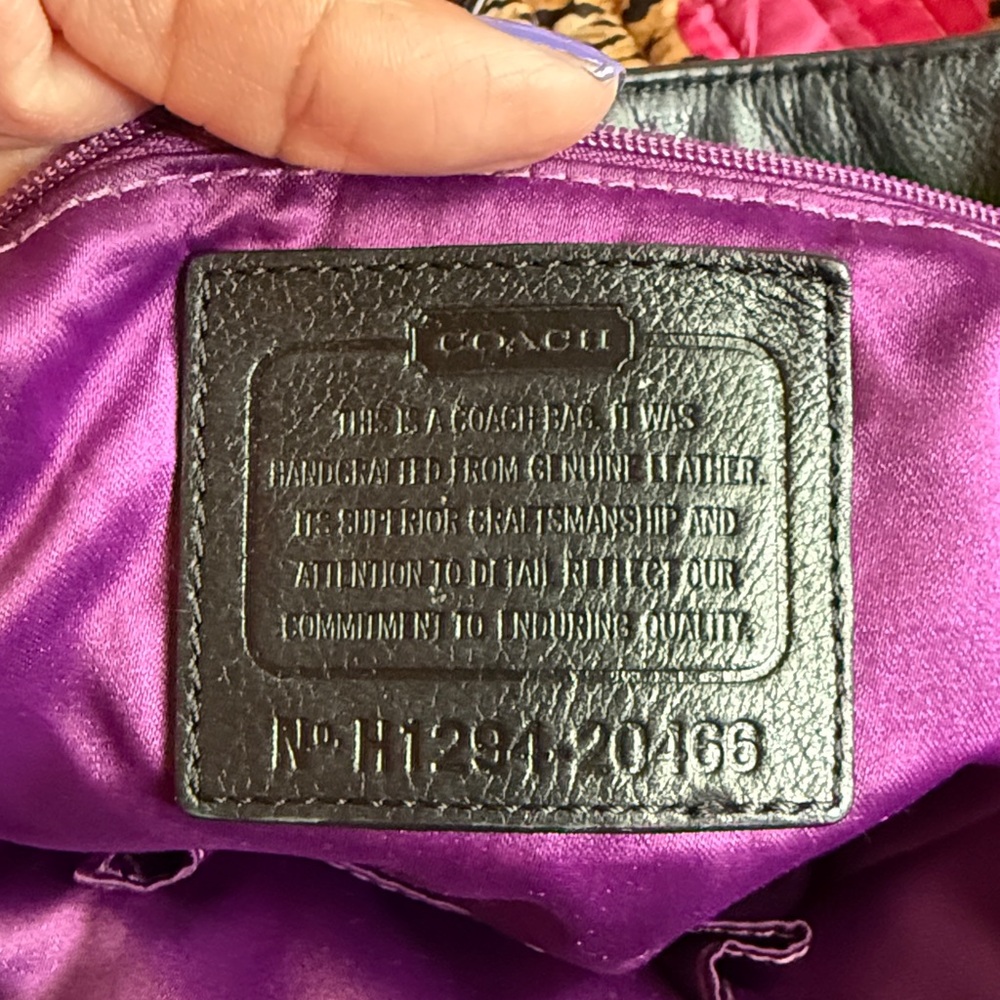 COACH
THIS IS A COACH BAG. IT WAS
HANDCRAFTED FROM GENUINE LEATHER.
ITS SUPERIOR CRAFTSMANSHIP AND
ATTENTION TO DETAIL REFLECT OUR
COMMITMENT TO ENDURING QUALITY.
No. H1294-20466